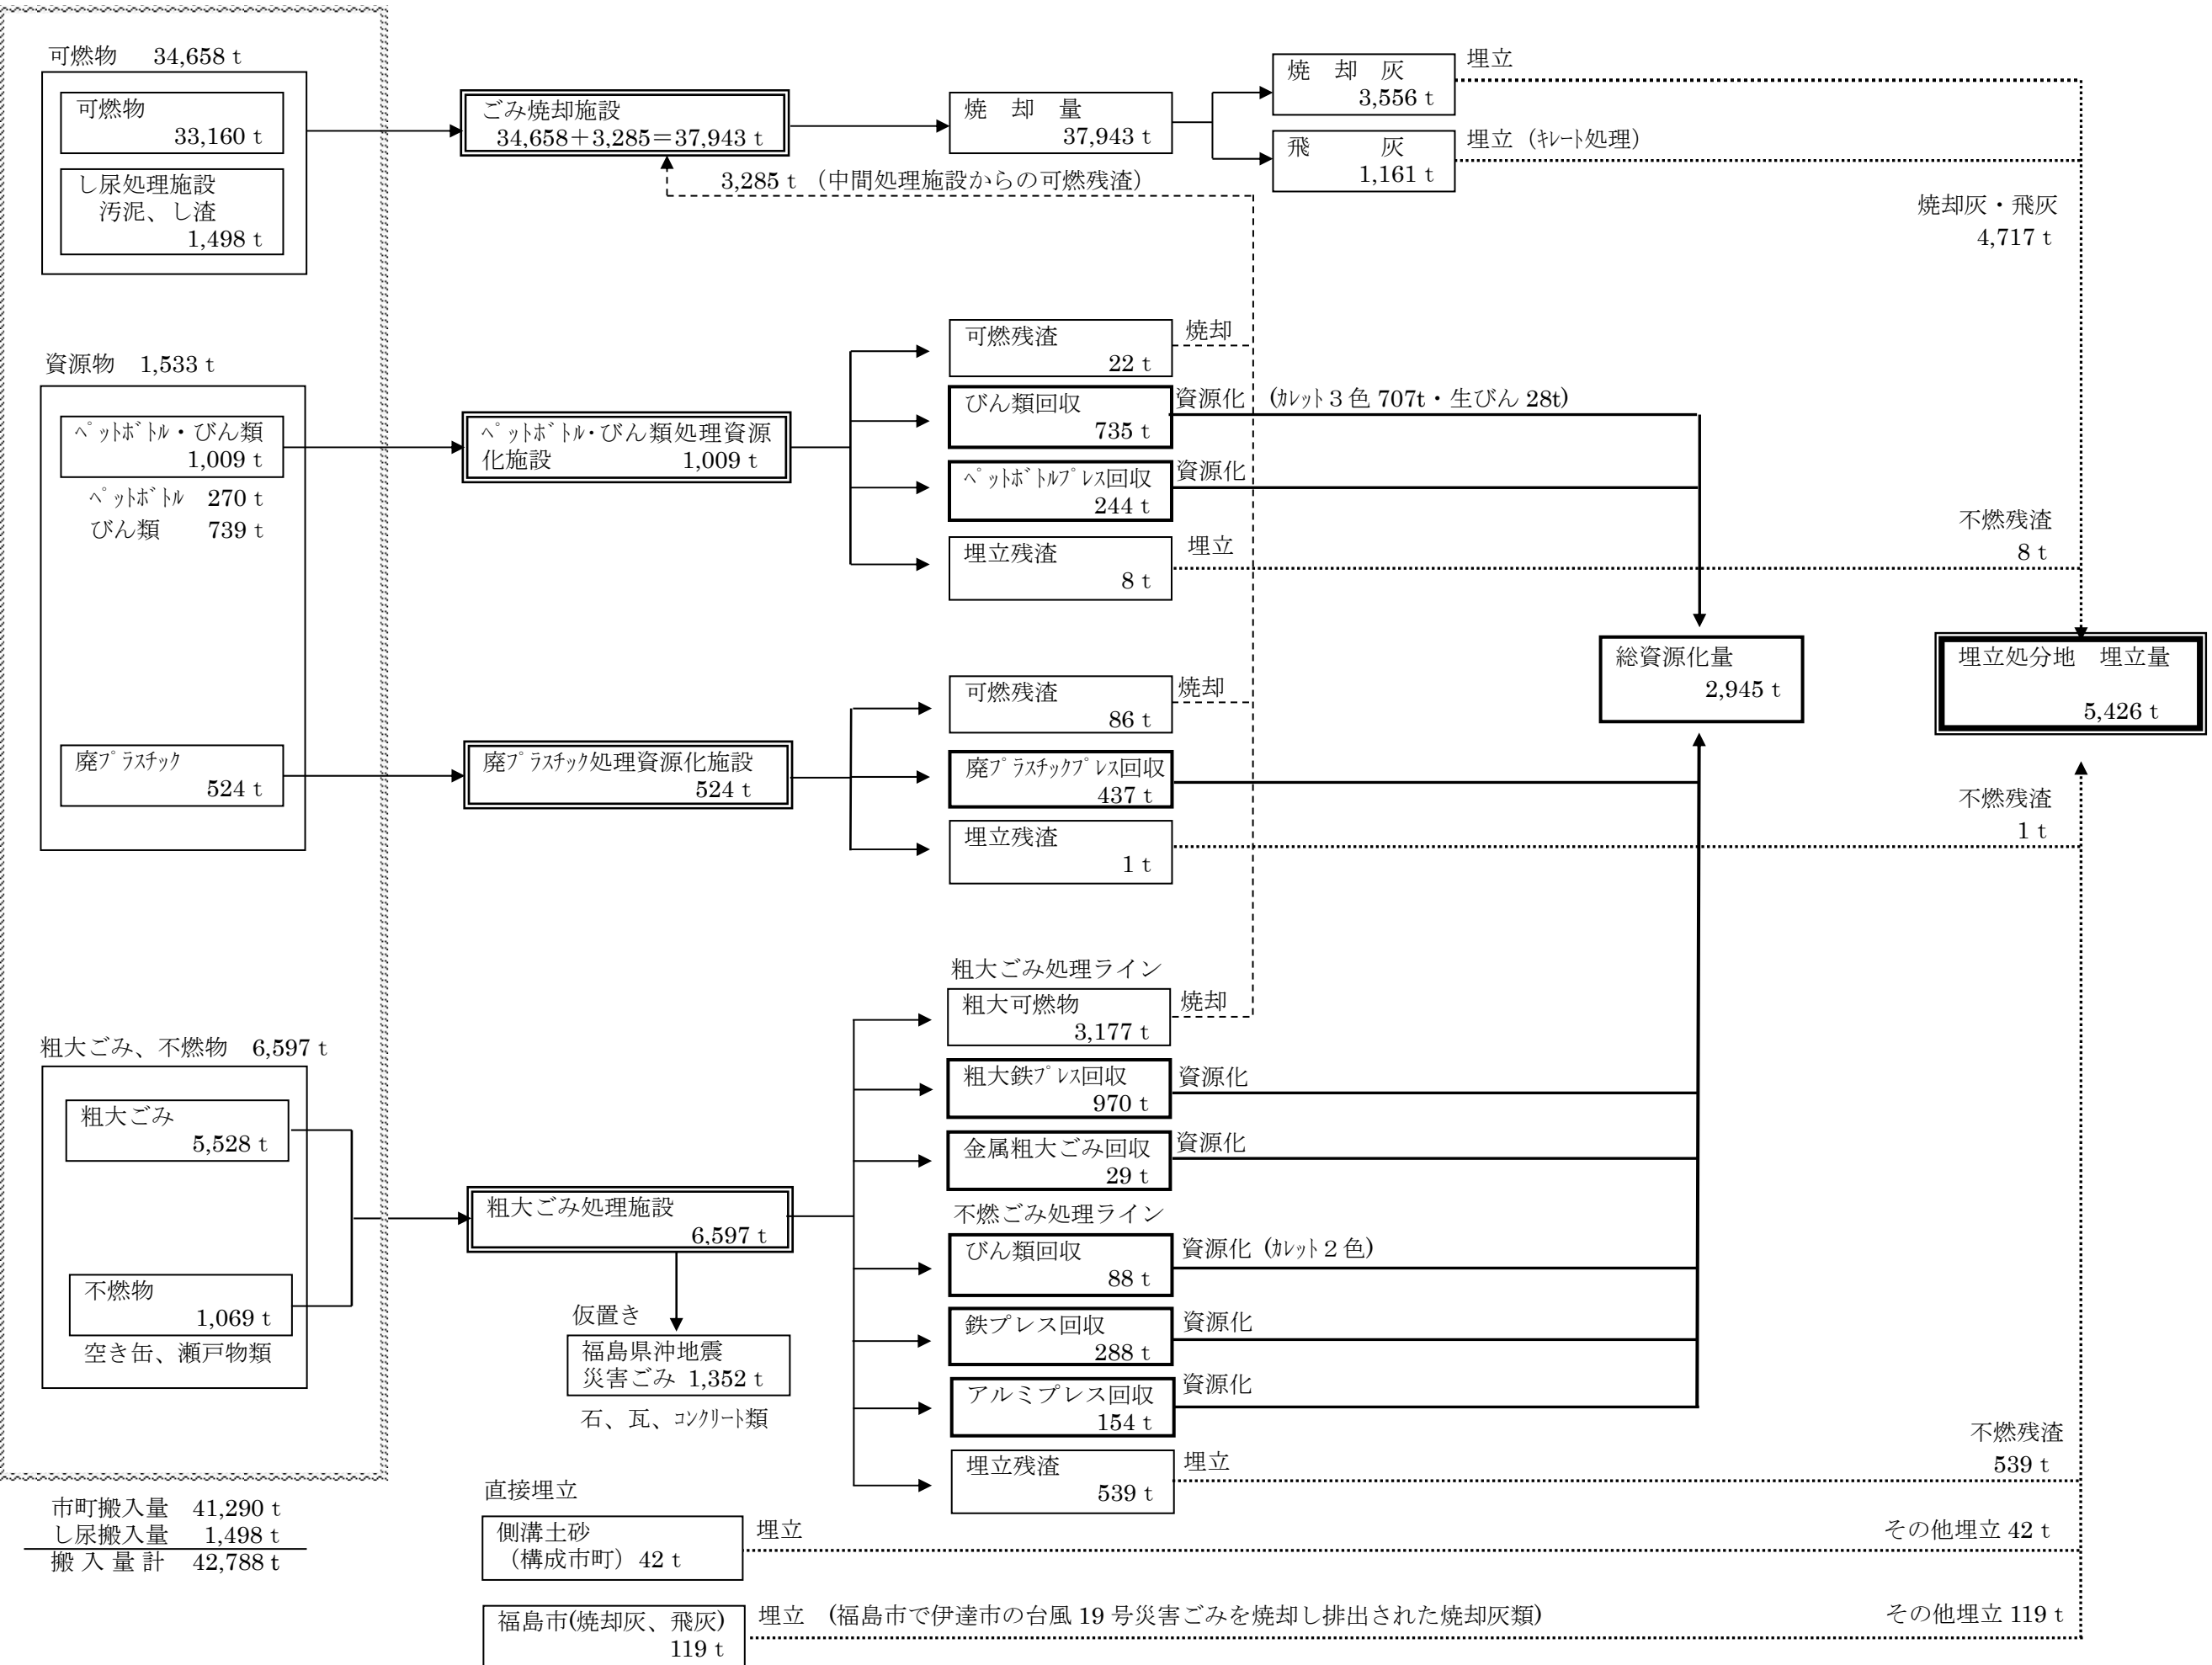 可燃物 34,658 t
可燃物
33,160 t
し尿処理施設
汚泥、し渣
1,498 t
ごみ焼却施設
34,658+3,285=37,943 t
焼 却 量
37,943 t
焼 却 灰
3,556 t
埋立
飛 灰
1,161 t
埋立 (ｷﾚｰﾄ処理)
3,285 t (中間処理施設からの可燃残渣)
焼却灰・飛灰
4,717 t
資源物 1,533 t
ﾍﾟｯﾄﾎﾞﾄﾙ・びん類
1,009 t
ﾍﾟｯﾄﾎﾞﾄﾙ 270 t
びん類 739 t
ﾍﾟｯﾄﾎﾞﾄﾙ・びん類処理資源
化施設 1,009 t
可燃残渣
22 t
焼却
びん類回収
735 t
資源化 (ｶﾚｯﾄ３色 707t・生びん 28t)
ﾍﾟｯﾄﾎﾞﾄﾙﾌﾟﾚｽ回収
244 t
資源化
埋立残渣
8 t
埋立
不燃残渣
8 t
総資源化量
2,945 t
埋立処分地 埋立量
5,426 t
廃ﾌﾟﾗｽﾁｯｸ
524 t
廃ﾌﾟﾗｽﾁｯｸ処理資源化施設
524 t
可燃残渣
86 t
焼却
廃ﾌﾟﾗｽﾁｯｸﾌﾟﾚｽ回収
437 t
埋立残渣
1 t
不燃残渣
1 t
粗大ごみ、不燃物 6,597 t
粗大ごみ
5,528 t
不燃物
1,069 t
空き缶、瀬戸物類
粗大ごみ処理施設
6,597 t
仮置き
福島県沖地震
災害ごみ 1,352 t
石、瓦、ｺﾝｸﾘｰﾄ類
粗大ごみ処理ライン
粗大可燃物
3,177 t
焼却
粗大鉄ﾌﾟﾚｽ回収
970 t
資源化
金属粗大ごみ回収
29 t
資源化
不燃ごみ処理ライン
びん類回収
88 t
資源化 (ｶﾚｯﾄ２色)
鉄プレス回収
288 t
資源化
アルミプレス回収
154 t
資源化
埋立残渣
539 t
埋立
不燃残渣
539 t
市町搬入量 41,290 t
し尿搬入量 1,498 t
搬 入 量 計 42,788 t
直接埋立
側溝土砂
(構成市町) 42 t
埋立
その他埋立 42 t
福島市(焼却灰、飛灰)
119 t
埋立 (福島市で伊達市の台風 19 号災害ごみを焼却し排出された焼却灰類)
その他埋立 119 t